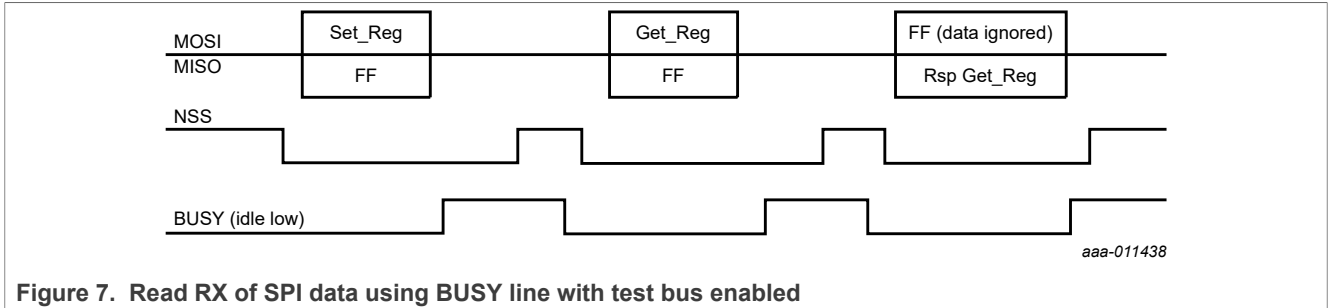 MOSI
Set_Reg
Get_Reg
FF (data ignored)
MISO
FF
FF
Rsp Get_Reg
NSS
BUSY (idle low)
aaa-011438
Figure 7. Read RX of SPI data using BUSY line with test bus enabled